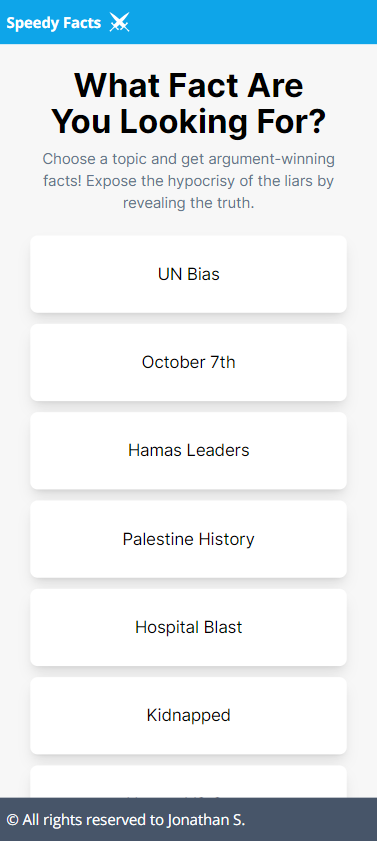 Speedy Facts
What Fact Are
You Looking For?
Choose a topic and get argument-winning
facts! Expose the hypocrisy of the liars by
revealing the truth.
UN Bias
October 7th
Hamas Leaders
Palestine History
Hospital Blast
Kidnapped
© All rights reserved to Jonathan S.